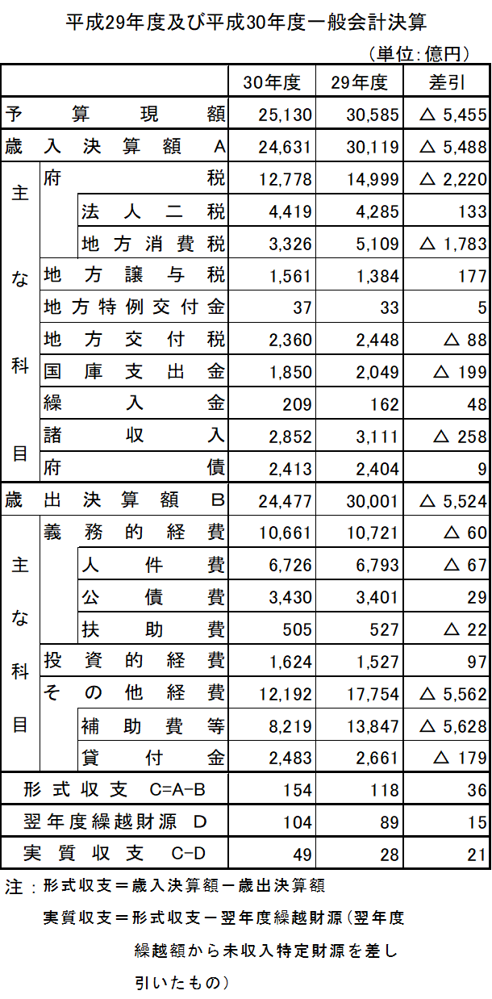 平成29年度及び平成30年度一般会計決算
（単位：億円）
30年度 29年度 差引
予算現額 25,130 30,585 △ 5,455
歳入決算額 A 24,631 30,119 △ 5,488
主な科目
府税 12,778 14,999 △ 2,220
法人二税 4,419 4,285 133
地方消費税 3,326 5,109 △ 1,783
地方譲与税 1,561 1,384 177
地方特例交付金 37 33 5
地方交付税 2,360 2,448 △ 88
国庫支出金 1,850 2,049 △ 199
繰入金 209 162 48
諸収入 2,852 3,111 △ 258
府債 2,413 2,404 9
歳出決算額 B 24,477 30,001 △ 5,524
主な科目
義務的経費 10,661 10,721 △ 60
人件費 6,726 6,793 △ 67
公債費 3,430 3,401 29
扶助費 505 527 △ 22
投資的経費 1,624 1,527 97
その他経費 12,192 17,754 △ 5,562
補助費等 8,219 13,847 △ 5,628
貸付金 2,483 2,661 △ 179
形式収支 C=A-B 154 118 36
翌年度繰越財源 D 104 89 15
実質収支 C-D 49 28 21
注：形式収支＝歳入決算額－歳出決算額
実質収支＝形式収支－翌年度繰越財源（翌年度
繰越額から未収入特定財源を差し
引いたもの）